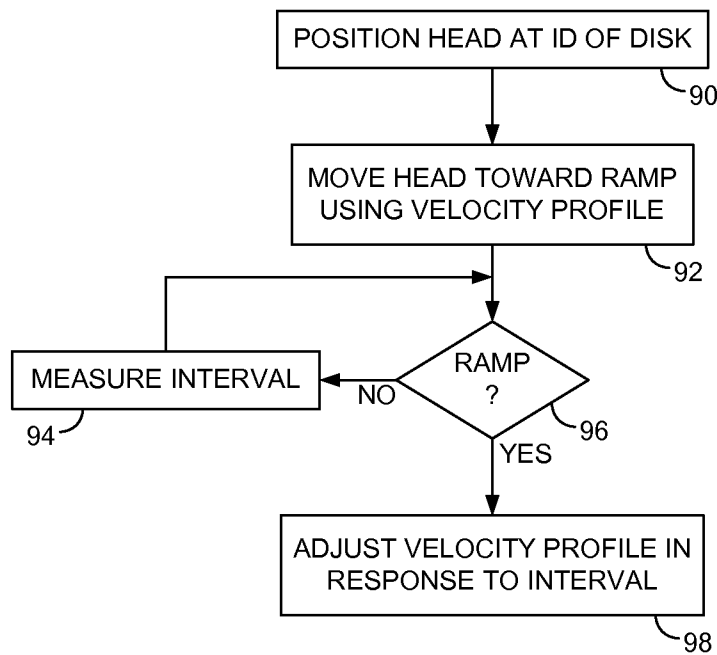 POSITION HEAD AT ID OF DISK
90
MOVE HEAD TOWARD RAMP
USING VELOCITY PROFILE
92
RAMP
?
96
NO
MEASURE INTERVAL
94
YES
ADJUST VELOCITY PROFILE IN
RESPONSE TO INTERVAL
98